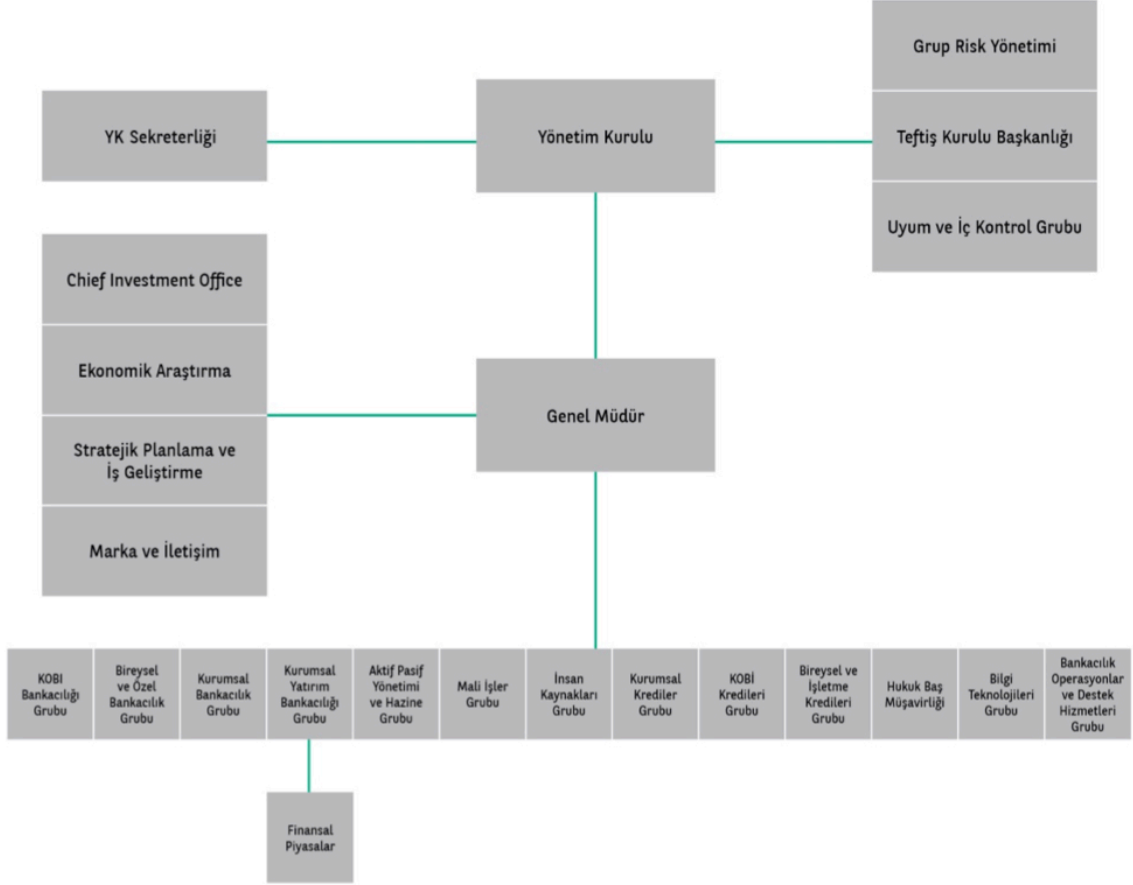 Grup Risk Yönetimi
YK Sekreterliği
Yönetim Kurulu
Teftiş Kurulu Başkanlığı
Uyum ve İç Kontrol Grubu
Chief Investment Office
Ekonomik Araştırma
Stratejik Planlama ve
İş Geliştirme
Marka ve İletişim
Genel Müdür
KOBI
Bankacılığı
Grubu
Bireysel
ve Özel
Bankacılık
Grubu
Kurumsal
Bankacılık
Grubu
Kurumsal
Yatırım
Bankacılığı
Grubu
Aktif Pasif
Yönetimi
ve Hazine
Grubu
Mali İşler
Grubu
İnsan
Kaynakları
Grubu
Kurumsal
Krediler
Grubu
KOBİ
Kredileri
Grubu
Bireysel ve
İşletme
Kredileri
Grubu
Hukuk Baş
Müşavirliği
Bilgi
Teknolojileri
Grubu
Bankacılık
Operasyonlar
ve Destek
Hizmetleri
Grubu
Finansal
Piyasalar